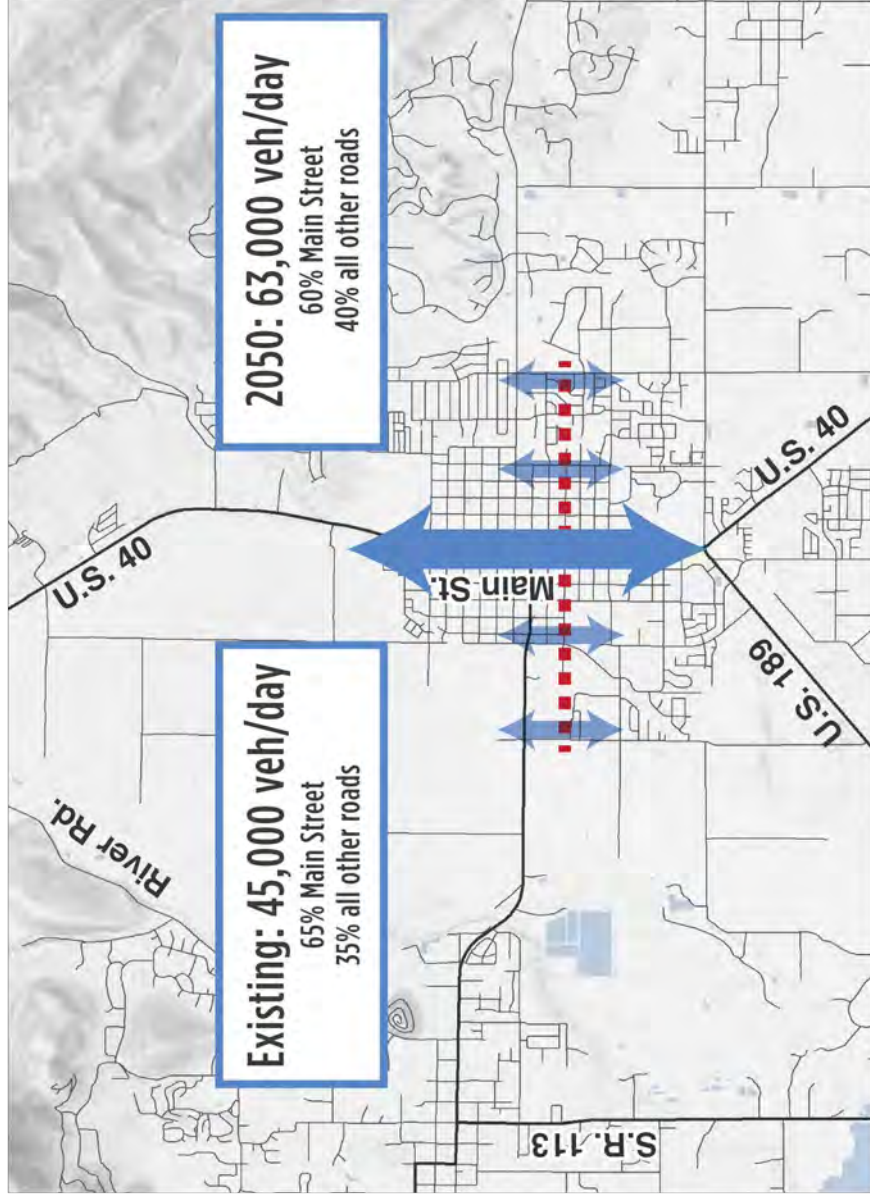 Existing: 45,000 veh/day
65% Main Street
35% all other roads
2050: 63,000 veh/day
60% Main Street
40% all other roads
River Rd.
U.S. 40
Main St.
S.R. 113
U.S. 189
U.S. 40